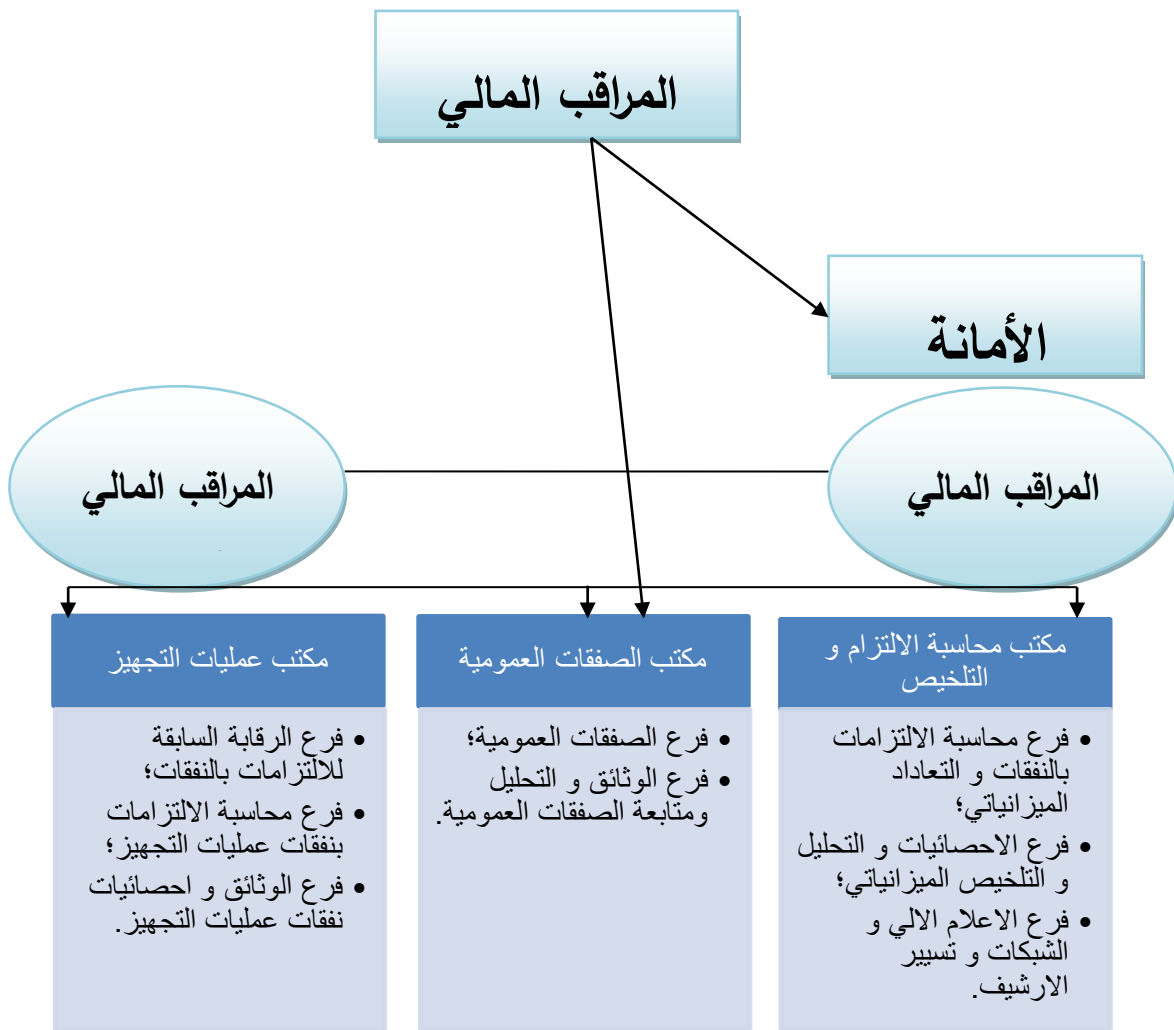 المراقب المالي
الأمانة
المراقب المالي
المراقب المالي
مكتب محاسبة الالتزام و
التلخيص
• فرع محاسبة الالتزامات
بالنفقات و التعاداد
الميزانياتي؛
• فرع الاحصائيات و التحليل
و التلخيص الميزانياتي؛
• فرع الاعلام الالي و
الشبكات و تسيير
الارشيف.
مكتب الصفقات العمومية
• فرع الصفقات العمومية؛
• فرع الوثائق و التحليل
ومتابعة الصفقات العمومية.
مكتب عمليات التجهيز
• فرع الرقابة السابقة
للالتزامات بالنفقات؛
• فرع محاسبة الالتزامات
بنفقات عمليات التجهيز؛
• فرع الوثائق و احصائيات
نفقات عمليات التجهيز.